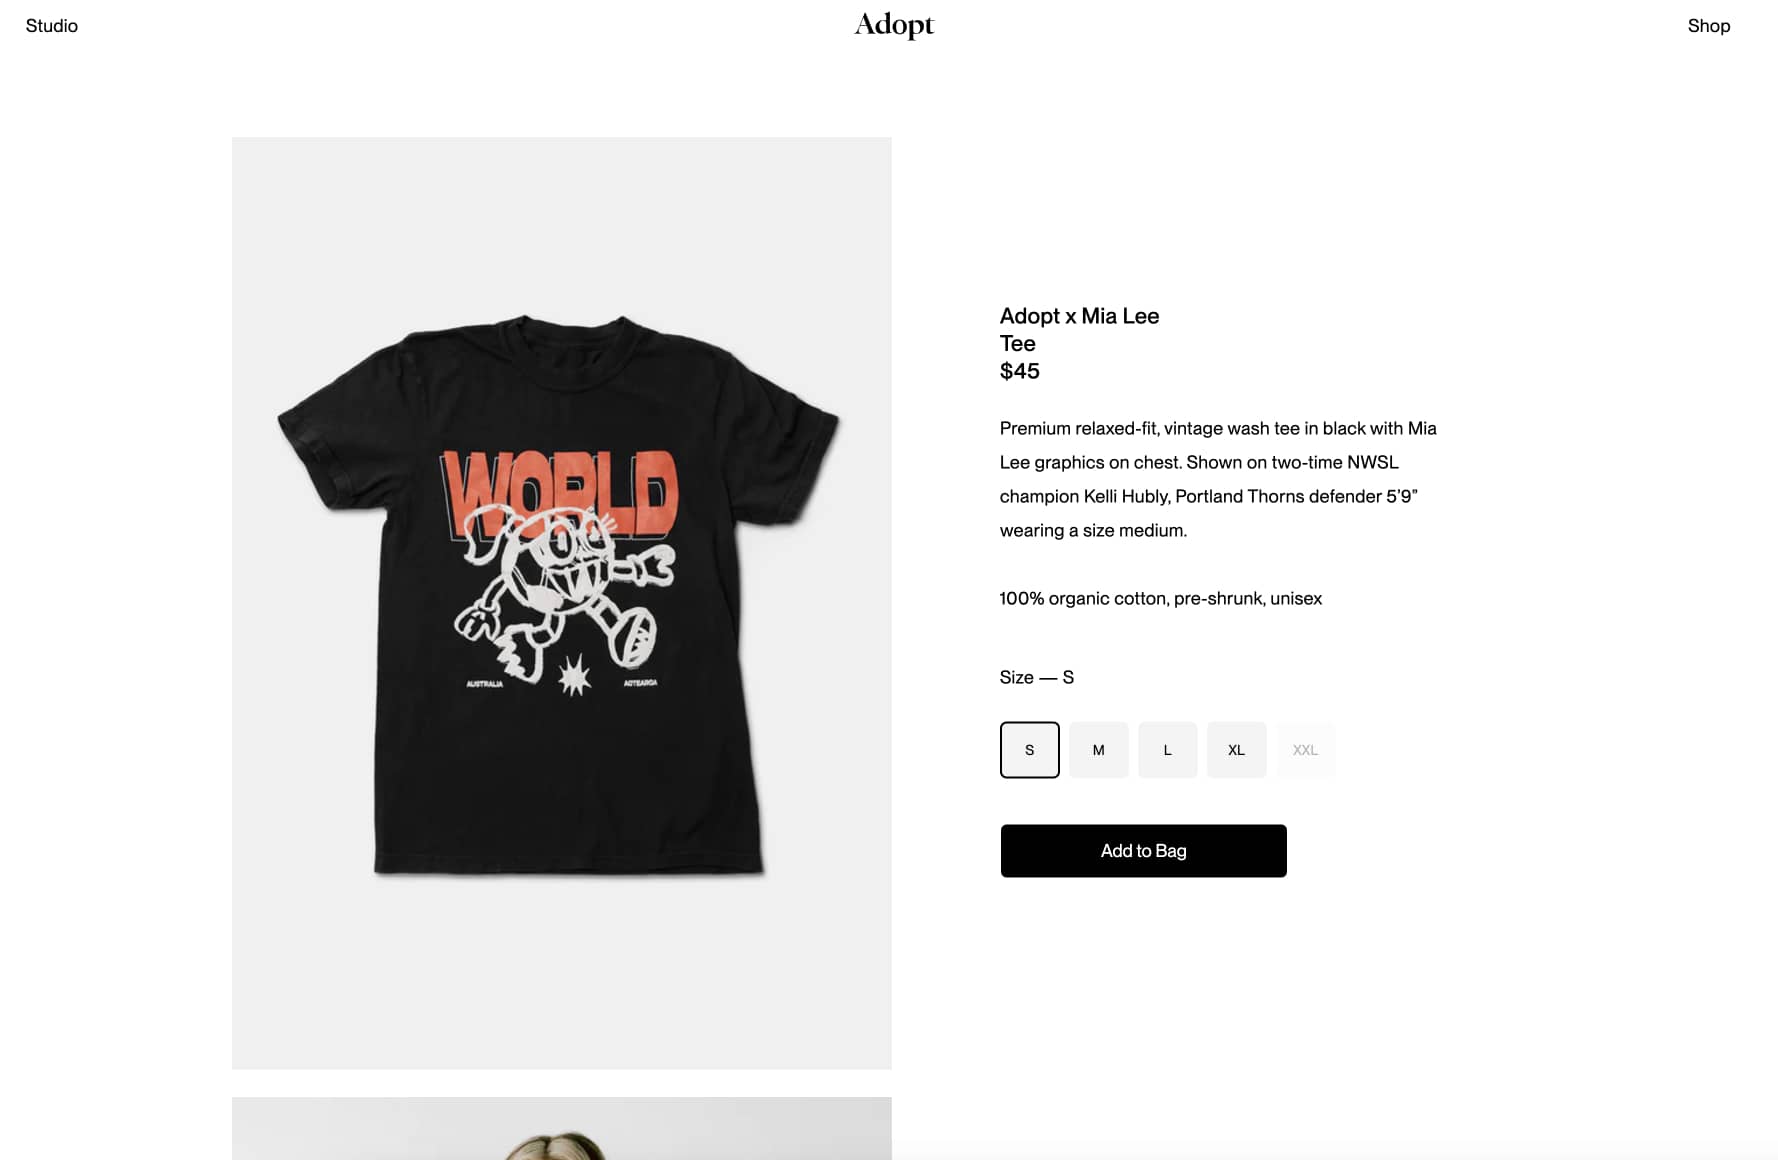 Studio
Adopt
Shop
WORLD
AUSTRALIA
AOTEAROA
Adopt x Mia Lee
Tee
$45
Premium relaxed-fit, vintage wash tee in black with Mia
Lee graphics on chest. Shown on two-time NWSL
champion Kelli Hubly, Portland Thorns defender 5’9”
wearing a size medium.
100% organic cotton, pre-shrunk, unisex
Size — S
S
M
L
XL
XXL
Add to Bag